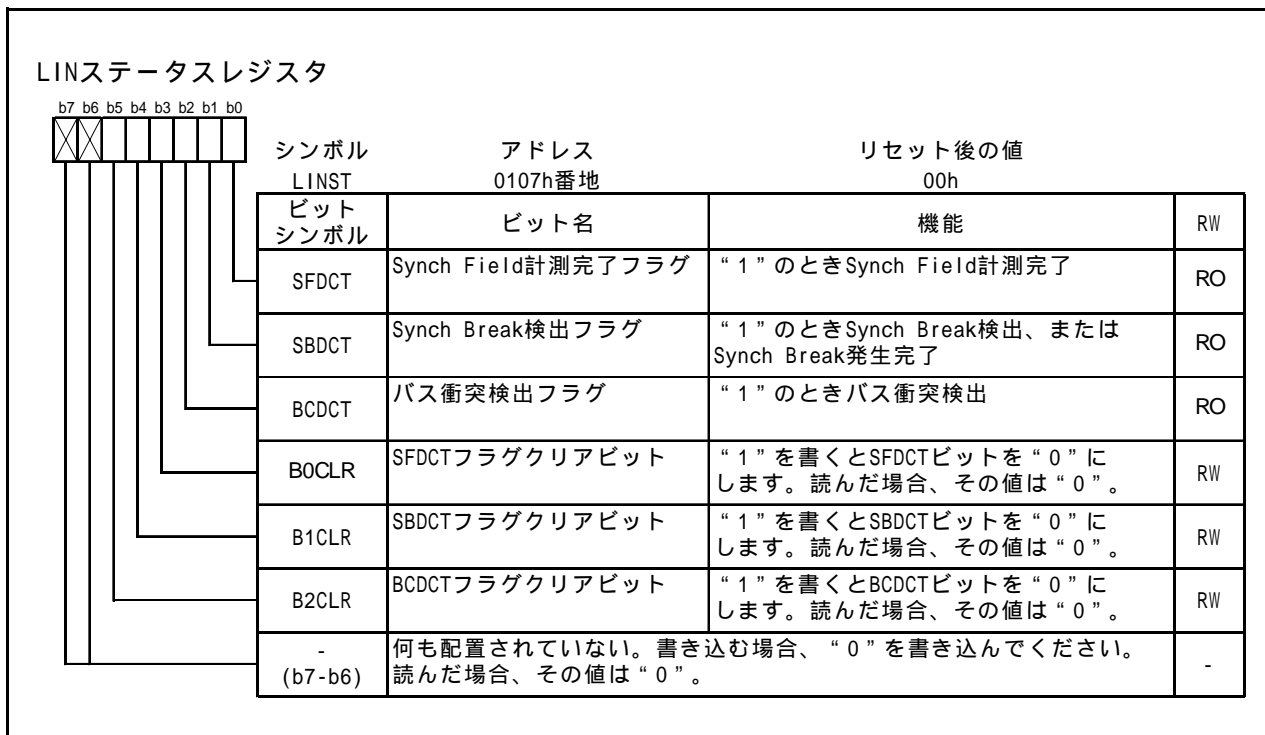 LINステータスレジスタ
b7 b6 b5 b4 b3 b2 b1 b0
シンボル アドレス リセット後の値
LINST 0107h番地 00h
ビット
シンボル ビット名 機能 RW
SFDCT Synch Field計測完了フラグ “1”のときSynch Field計測完了 RO
SBDCT Synch Break検出フラグ “1”のときSynch Break検出、または
Synch Break発生完了 RO
BCDCT バス衝突検出フラグ “1”のときバス衝突検出 RO
B0CLR SFDCTフラグクリアビット “1”を書くとSFDCTビットを“0”に
します。読んだ場合、その値は“0”。 RW
B1CLR SBDCTフラグクリアビット “1”を書くとSBDCTビットを“0”に
します。読んだ場合、その値は“0”。 RW
B2CLR BCDCTフラグクリアビット “1”を書くとBCDCTビットを“0”に
します。読んだ場合、その値は“0”。 RW
-
(b7-b6) 何も配置されていない。書き込む場合、“0”を書き込んでください。
読んだ場合、その値は“0”。 -